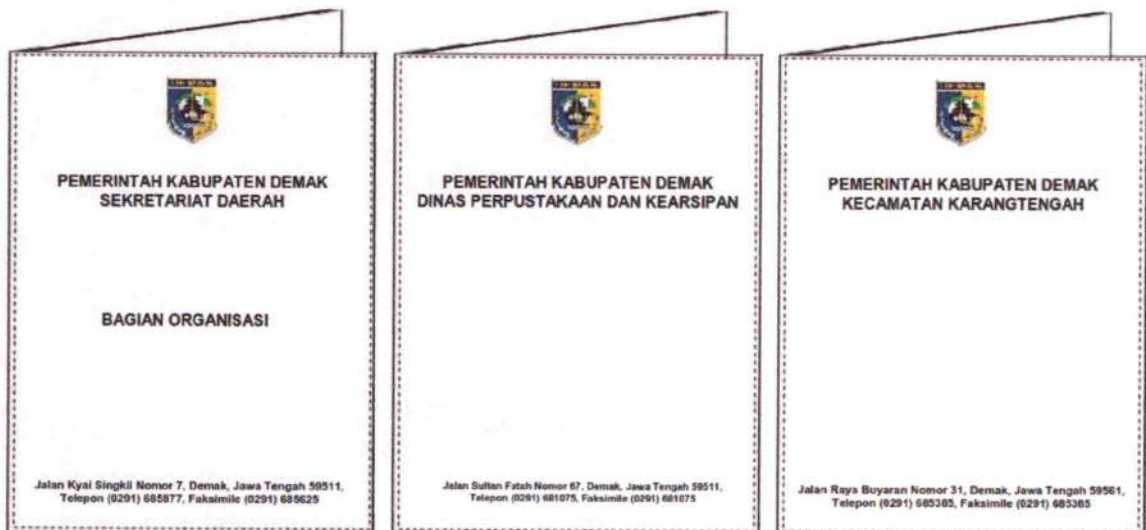 DEMAK
PEMERINTAH KABUPATEN DEMAK
SEKRETARIAT DAERAH
BAGIAN ORGANISASI
Jalan Kyai Singkil Nomor 7, Demak, Jawa Tengah 59511,
Telepon (0291) 685877, Faksimile (0291) 685625
DEMAK
PEMERINTAH KABUPATEN DEMAK
DINAS PERPUSTAKAAN DAN KEARSIPAN
Jalan Sultan Fatah Nomor 67, Demak, Jawa Tengah 59511,
Telepon (0291) 681075, Faksimile (0291) 681075
DEMAK
PEMERINTAH KABUPATEN DEMAK
KECAMATAN KARANGTENGAH
Jalan Raya Buyaran Nomor 31, Demak, Jawa Tengah 59561,
Telepon (0291) 685385, Faksimile (0291) 685385